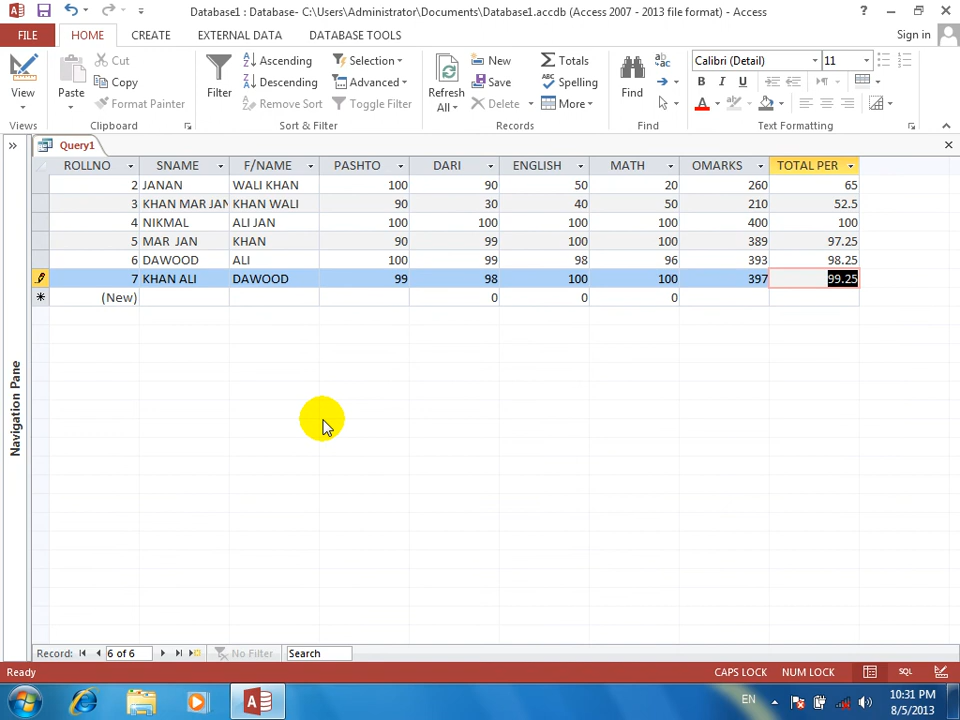 Database1 : Database- C:\Users\Administrator\Documents\Database1.accdb (Access 2007 - 2013 file format) - Access
FILE HOME CREATE EXTERNAL DATA DATABASE TOOLS Sign in
View Paste Cut Copy Format Painter Filter Ascending Descending Remove Sort Selection Advanced Toggle Filter Refresh All New Save Delete Totals Spelling More Find Calibri (Detail) 11
Views Clipboard Sort & Filter Records Find Text Formatting
Query1
ROLLNO SNAME F/NAME PASHTO DARI ENGLISH MATH OMARKS TOTAL PER
2 JANAN WALI KHAN 100 90 50 20 260 65
3 KHAN MAR JAN KHAN WALI 90 30 40 50 210 52.5
4 NIKMAL ALI JAN 100 100 100 100 400 100
5 MAR JAN KHAN 90 99 100 100 389 97.25
6 DAWOOD ALI 100 99 98 96 393 98.25
7 KHAN ALI DAWOOD 99 98 100 100 397 99.25
(New) 0 0 0
Navigation Pane
Record: 6 of 6 No Filter Search
Ready CAPS LOCK NUM LOCK SQL
EN 10:31 PM
8/5/2013